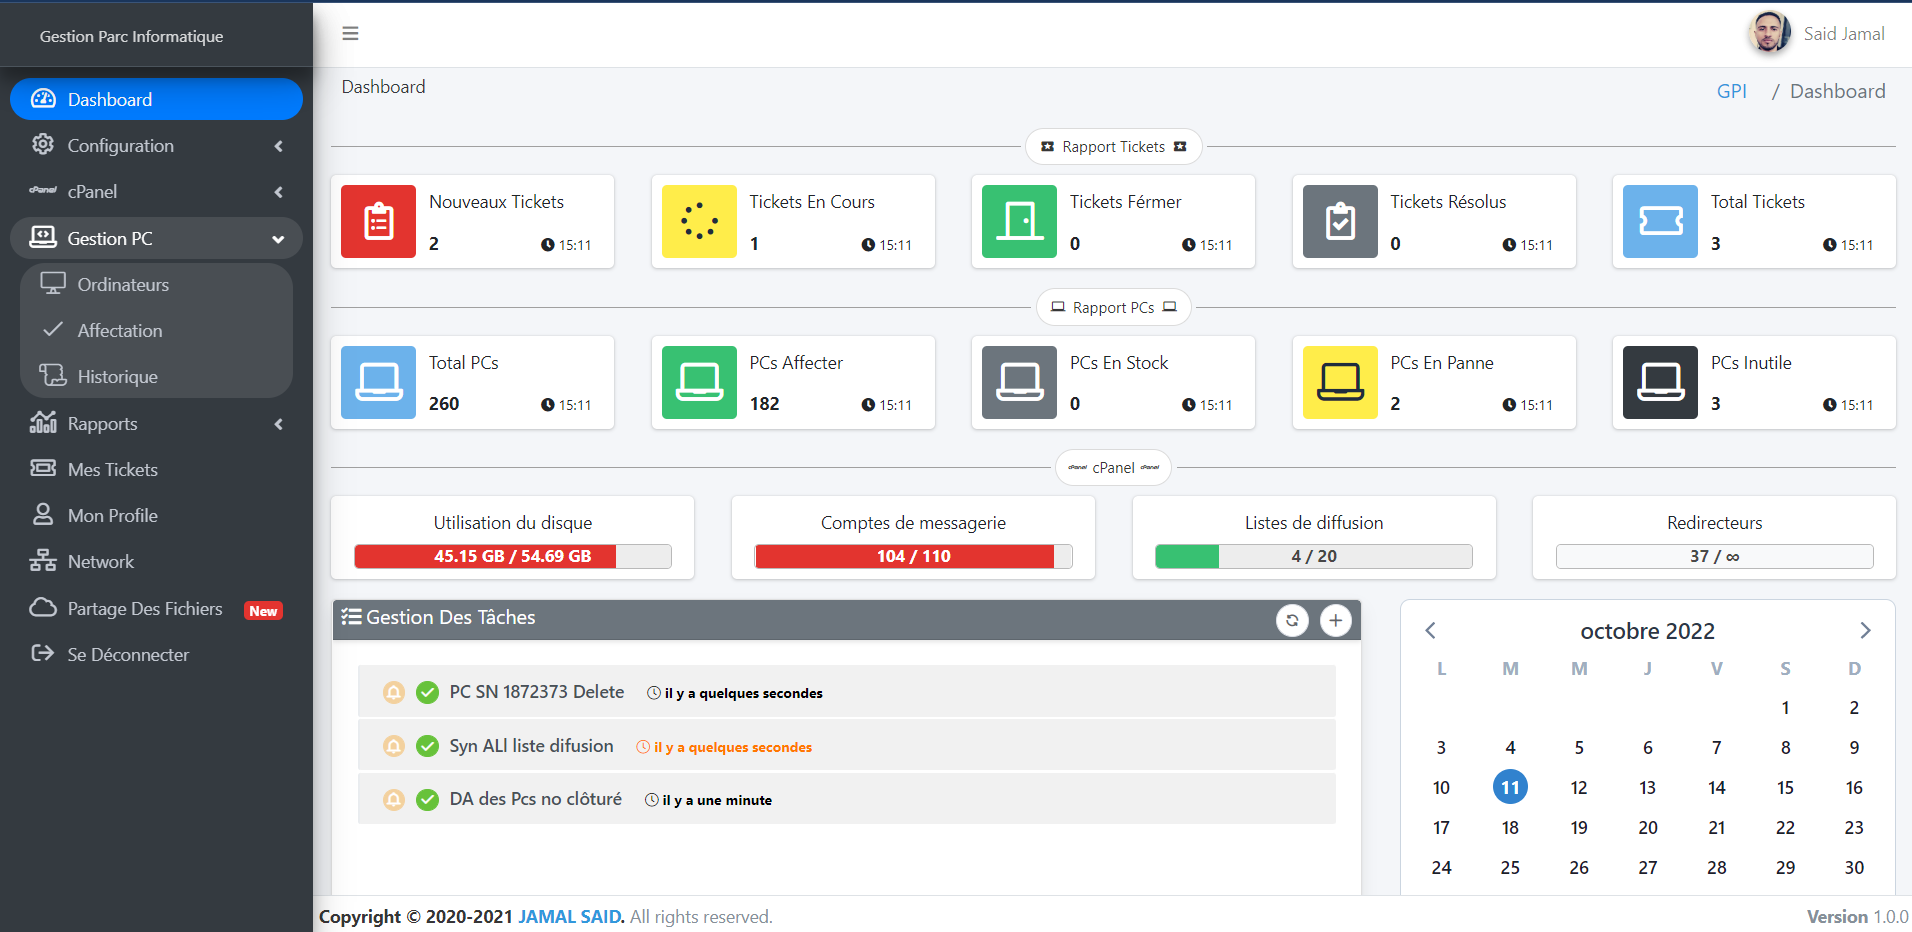 Gestion Parc Informatique
Said Jamal
Dashboard
Configuration
cPanel
cPanel
Gestion PC
Ordinateurs
Affectation
Historique
Rapports
Mes Tickets
Mon Profile
Network
Partage Des Fichiers New
Se Déconnecter
Dashboard
GPI / Dashboard
Rapport Tickets
Nouveaux Tickets
2 15:11
Tickets En Cours
1 15:11
Tickets Férmer
0 15:11
Tickets Résolus
0 15:11
Total Tickets
3 15:11
Rapport PCs
Total PCs
260 15:11
PCs Affecter
182 15:11
PCs En Stock
0 15:11
PCs En Panne
2 15:11
PCs Inutile
3 15:11
cPanel cPanel cPanel
Utilisation du disque
45.15 GB / 54.69 GB
Comptes de messagerie
104 / 110
Listes de diffusion
4 / 20
Redirecteurs
37 / ∞
Gestion Des Tâches
PC SN 1872373 Delete il y a quelques secondes
Syn ALl liste difusion il y a quelques secondes
DA des Pcs no clôturé il y a une minute
octobre 2022
L M M J V S D
1 2
3 4 5 6 7 8 9
10 11 12 13 14 15 16
17 18 19 20 21 22 23
24 25 26 27 28 29 30
Copyright © 2020-2021 JAMAL SAID. All rights reserved.
Version 1.0.0